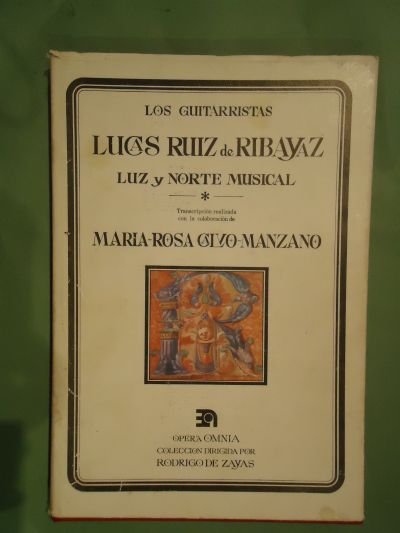 LOS GUITARRISTAS
LUCAS RUIZ de RIBAYAZ
LUZ y NORTE MUSICAL
*
Transcripción realizada
con la colaboración de
MARIA-ROSA CALVO-MANZANO
OPERA OMNIA
COLECCION DIRIGIDA POR
RODRIGO DE ZAYAS